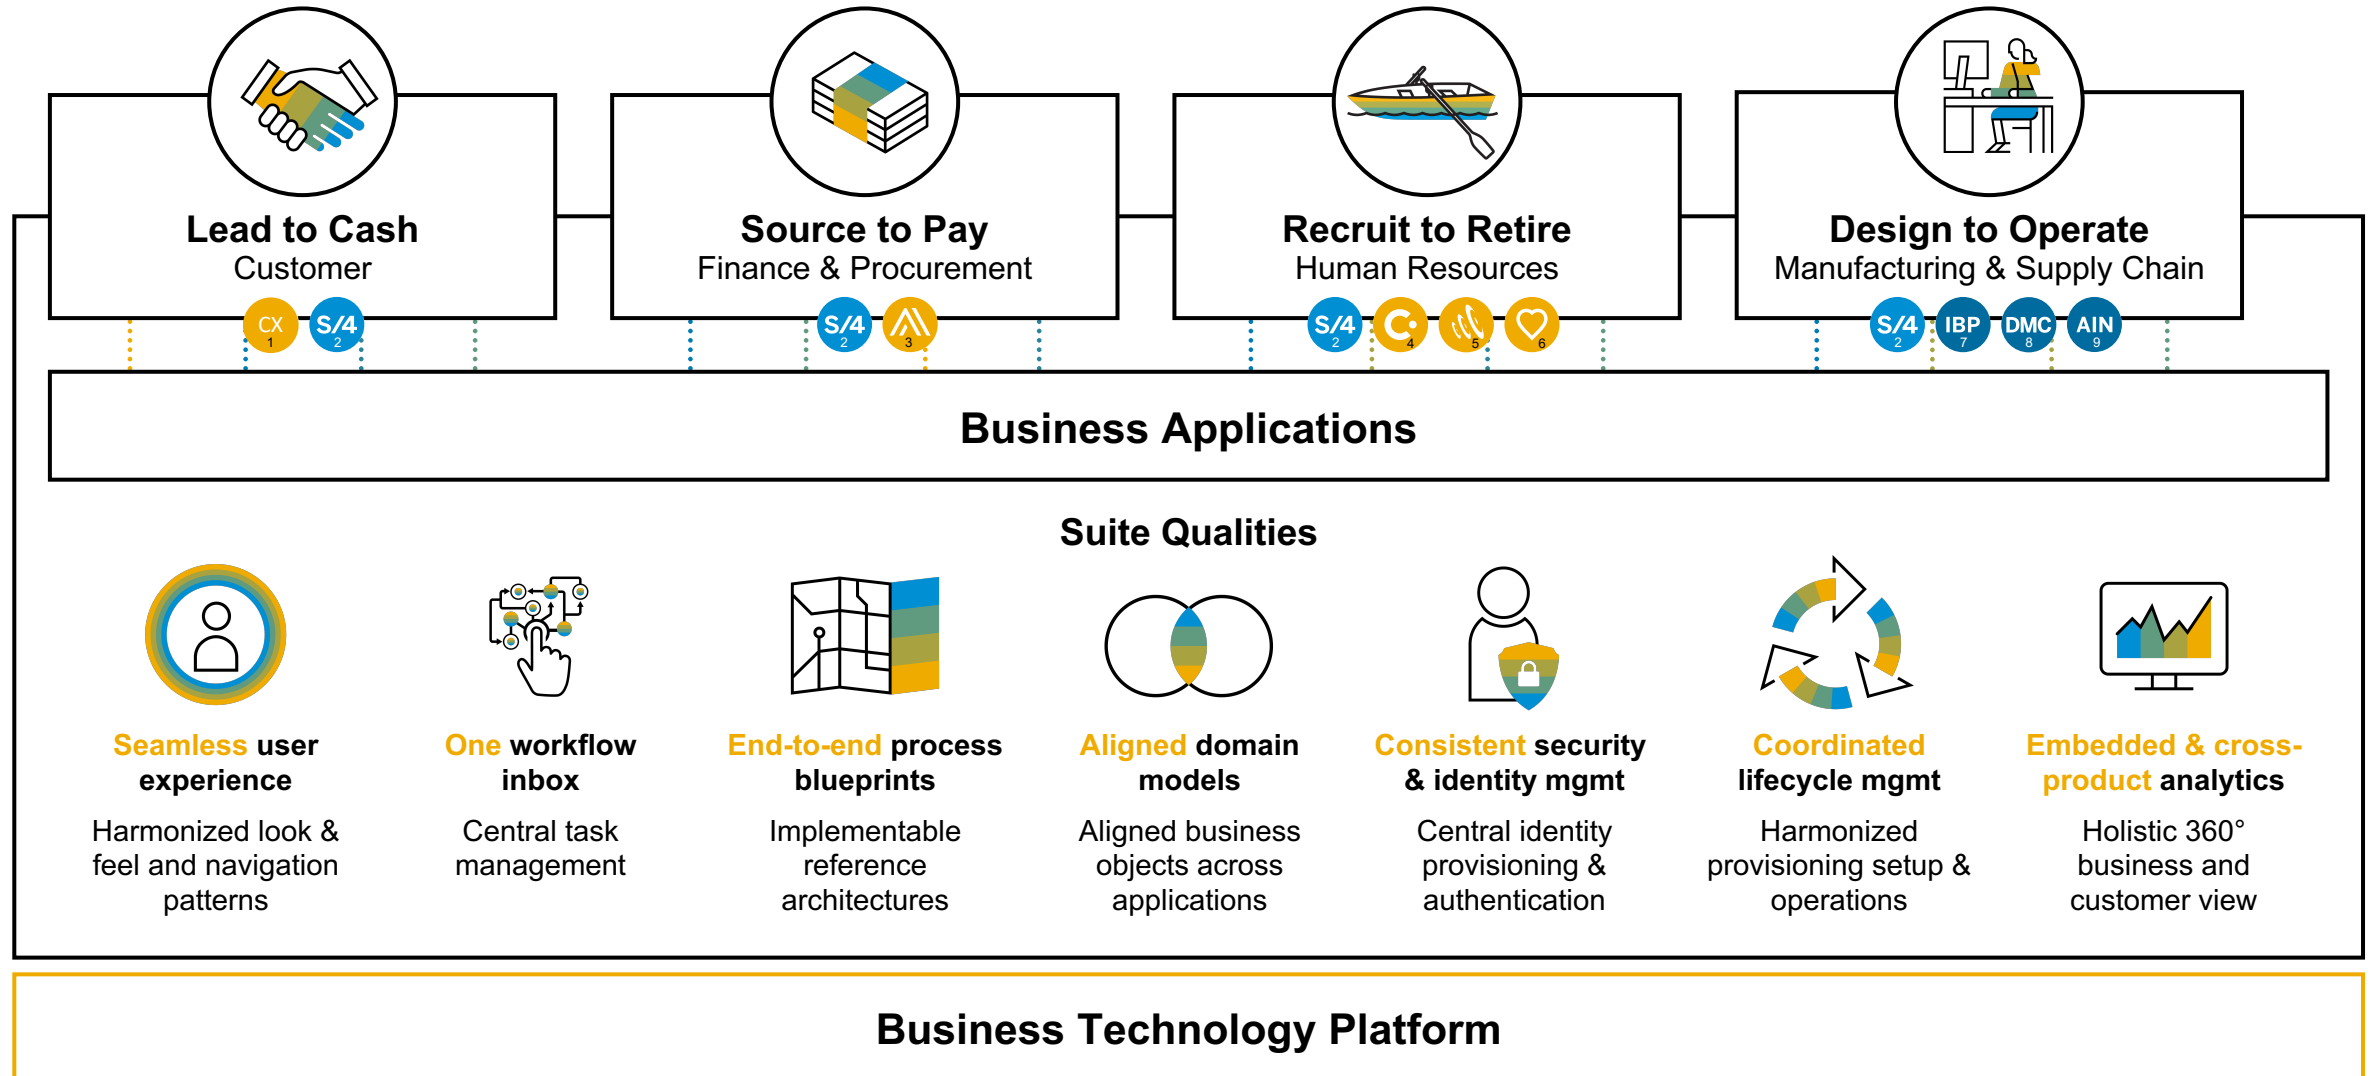 Lead to Cash
Customer
CX
1
S/4
2
Source to Pay
Finance & Procurement
S/4
2
3
Recruit to Retire
Human Resources
S/4
2
4
5
6
Design to Operate
Manufacturing & Supply Chain
S/4
2
IBP
7
DMC
8
AIN
9
Business Applications
Suite Qualities
Seamless user
experience
Harmonized look &
feel and navigation
patterns
One workflow
inbox
Central task
management
End-to-end process
blueprints
Implementable
reference
architectures
Aligned domain
models
Aligned business
objects across
applications
Consistent security
& identity mgmt
Central identity
provisioning &
authentication
Coordinated
lifecycle mgmt
Harmonized
provisioning setup &
operations
Embedded & cross-
product analytics
Holistic 360°
business and
customer view
Business Technology Platform